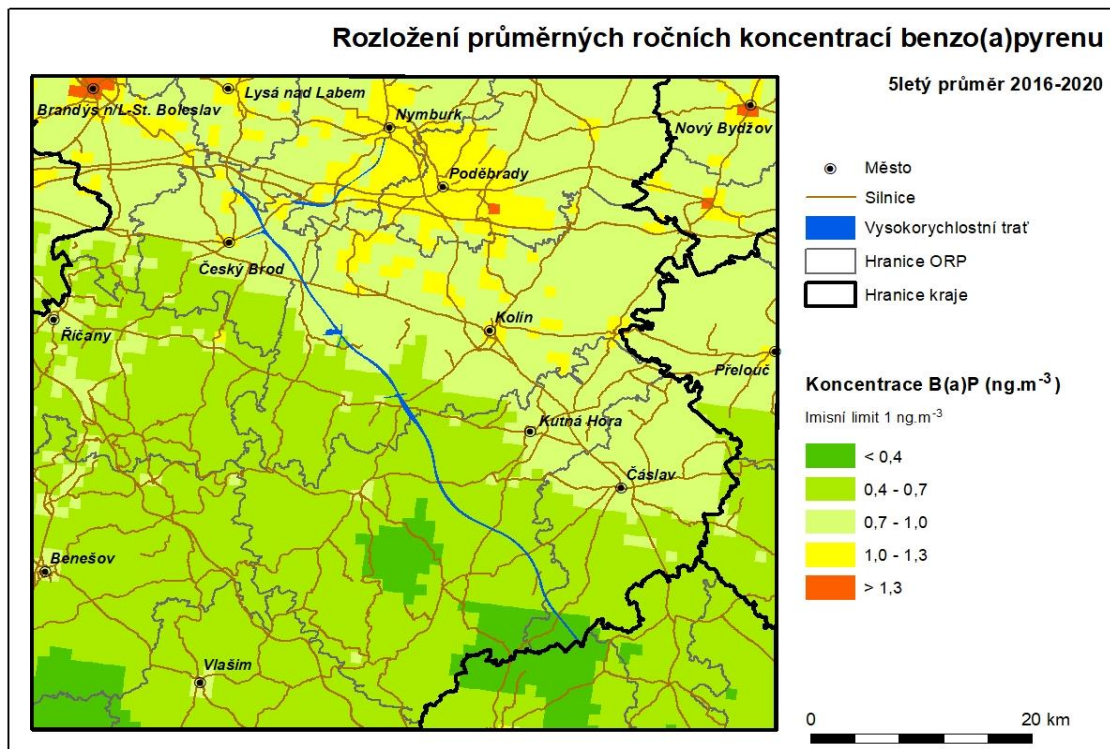 Rozložení průměrných ročních koncentrací benzo(a)pyrenu
5letý průměr 2016-2020
Brandýs n/L-St. Boleslav
Lysá nad Labem
Nymburk
Nový Bydžov
Poděbrady
Český Brod
Říčany
Kolín
Přelouč
Kutná Hora
Čáslav
Benešov
Vlašim
Město
Silnice
Vysokorychlostní trať
Hranice ORP
Hranice kraje
Koncentrace B(a)P (ng.m⁻³)
Imisní limit 1 ng.m⁻³
< 0,4
0,4 - 0,7
0,7 - 1,0
1,0 - 1,3
> 1,3
0 20 km